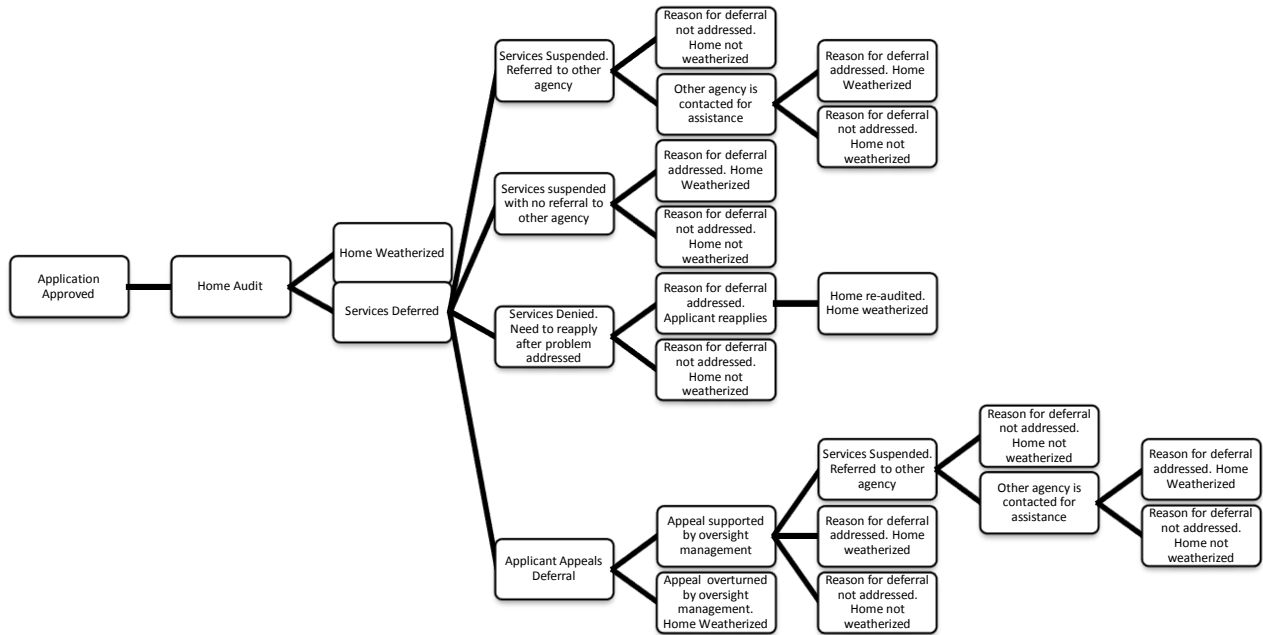 Application
Approved
Home Audit
Home Weatherized
Services Deferred
Services Suspended.
Referred to other
agency
Reason for deferral
not addressed.
Home not
weatherized
Other agency is
contacted for
assistance
Reason for deferral
addressed. Home
Weatherized
Reason for deferral
not addressed.
Home not
weatherized
Services suspended
with no referral to
other agency
Reason for deferral
addressed. Home
Weatherized
Reason for deferral
not addressed.
Home not
weatherized
Services Denied.
Need to reapply
after problem
addressed
Reason for deferral
addressed.
Applicant reapplies
Home re-audited.
Home weatherized
Reason for deferral
not addressed.
Home not
weatherized
Applicant Appeals
Deferral
Appeal supported
by oversight
management
Services Suspended.
Referred to other
agency
Reason for deferral
not addressed.
Home not
weatherized
Other agency is
contacted for
assistance
Reason for deferral
addressed. Home
Weatherized
Reason for deferral
not addressed.
Home not
weatherized
Reason for deferral
addressed. Home
weatherized
Reason for deferral
not addressed.
Home not
weatherized
Appeal overturned
by oversight
management.
Home Weatherized